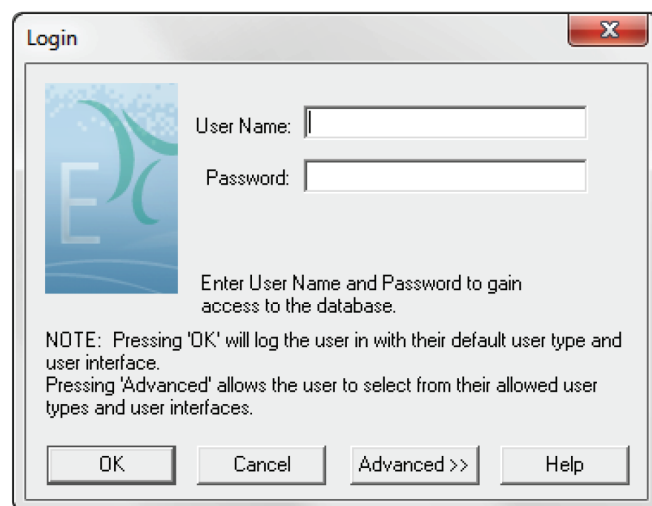 Login
X
E
User Name:
Password:
Enter User Name and Password to gain
access to the database.
NOTE:  Pressing 'OK' will log the user in with their default user type and
user interface.
Pressing 'Advanced' allows the user to select from their allowed user
types and user interfaces.
OK Cancel Advanced >> Help